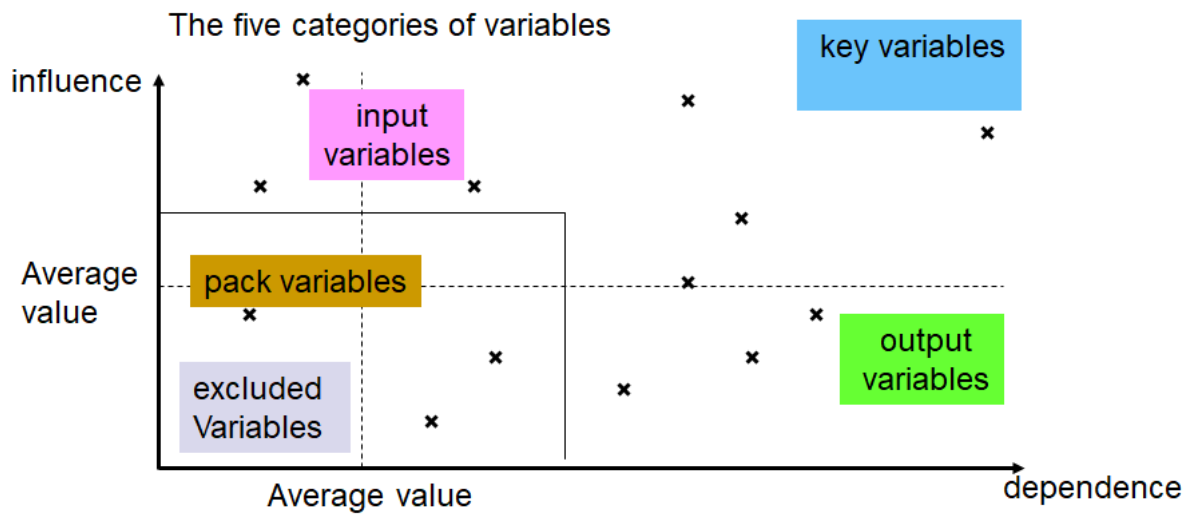 The five categories of variables
key variables
influence
input
variables
Average
value
pack variables
output
variables
excluded
Variables
Average value
dependence